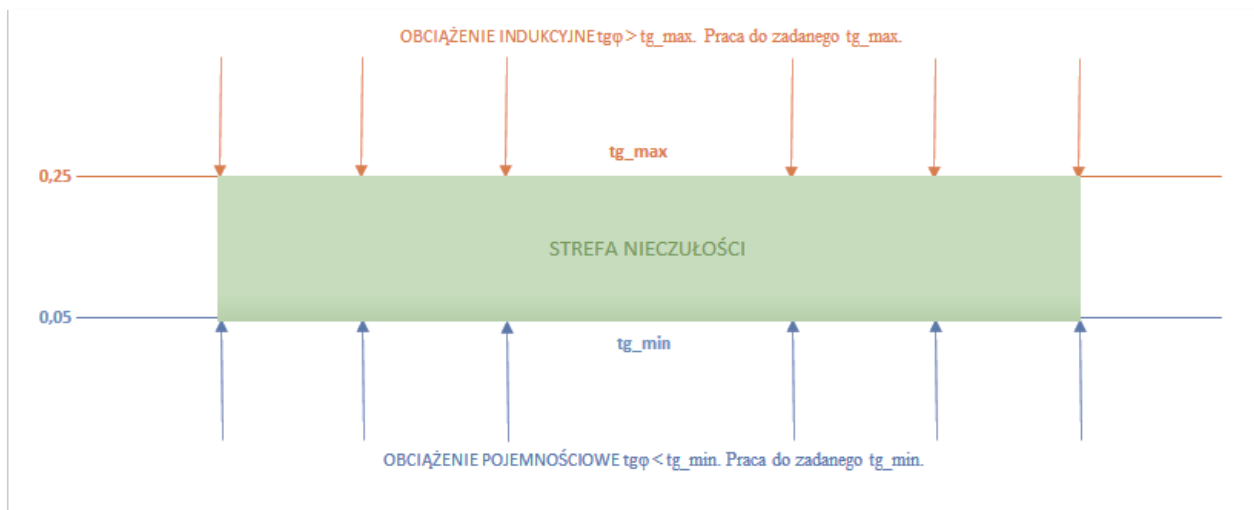 OBCIĄŻENIE INDUKCYJNE tgφ > tg_max. Praca do zadanego tg_max.
tg_max
0,25
STREFA NIECZUŁOŚCI
0,05
tg_min
OBCIĄŻENIE POJEMNOŚCIOWE tgφ < tg_min. Praca do zadanego tg_min.